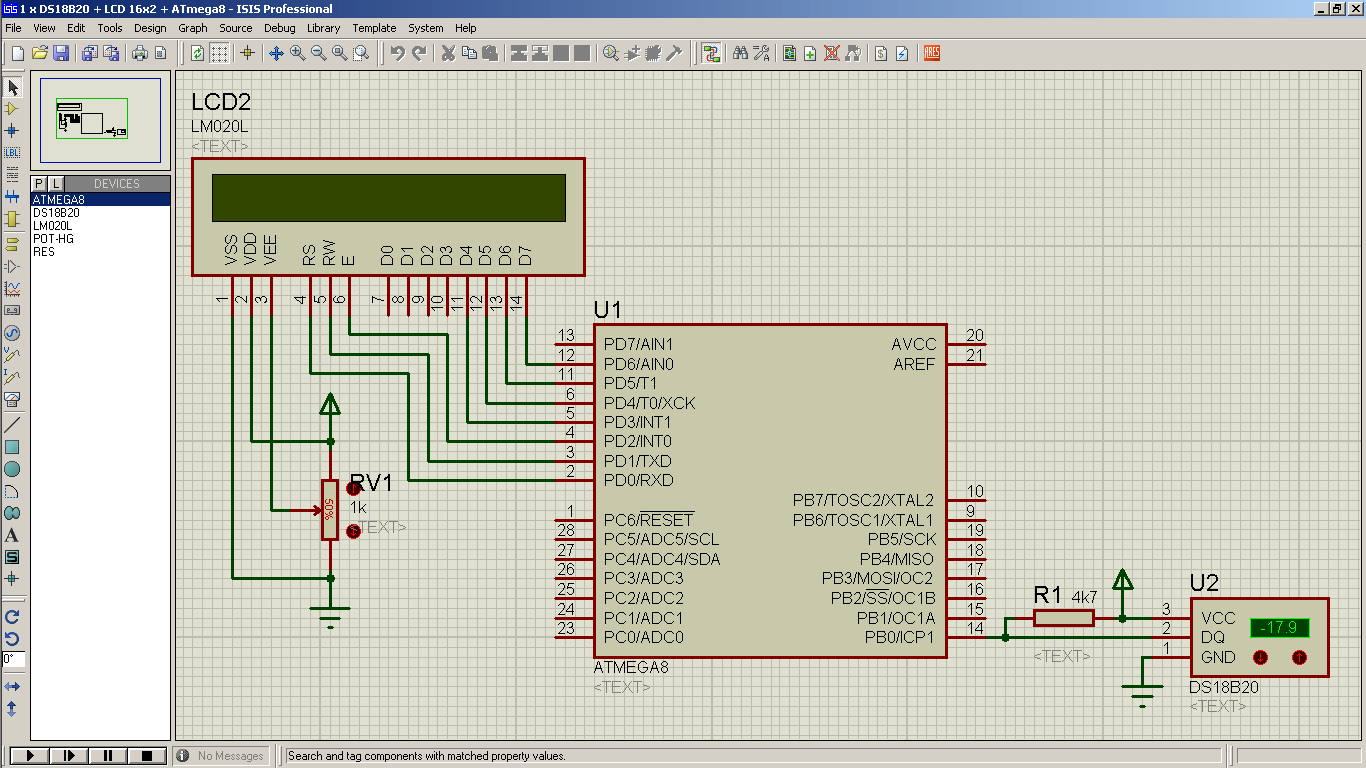 1 x DS18B20 + LCD 16x2 + ATmega8 - ISIS Professional
File View Edit Tools Design Graph Source Debug Library Template System Help
ARES
P L DEVICES
ATMEGA8
DS18B20
LM020L
POT-HG
RES
LBL
A
S
0°
LCD2
LM020L
<TEXT>
VSS
VDD
VEE
RS
RW
E
D0
D1
D2
D3
D4
D5
D6
D7
1
2
3
4
5
6
7
8
9
10
11
12
13
14
RV1
50%
1k
<TEXT>
U1
13 PD7/AIN1
12 PD6/AIN0
11 PD5/T1
6 PD4/T0/XCK
5 PD3/INT1
4 PD2/INT0
3 PD1/TXD
2 PD0/RXD
1 PC6/RESET
28 PC5/ADC5/SCL
27 PC4/ADC4/SDA
26 PC3/ADC3
25 PC2/ADC2
24 PC1/ADC1
23 PC0/ADC0
AVCC 20
AREF 21
PB7/TOSC2/XTAL2 10
PB6/TOSC1/XTAL1 9
PB5/SCK 19
PB4/MISO 18
PB3/MOSI/OC2 17
PB2/SS/OC1B 16
PB1/OC1A 15
PB0/ICP1 14
ATMEGA8
<TEXT>
R1 4k7
<TEXT>
U2
3 VCC
2 DQ
1 GND
-17.9
DS18B20
<TEXT>
No Messages
Search and tag components with matched property values.